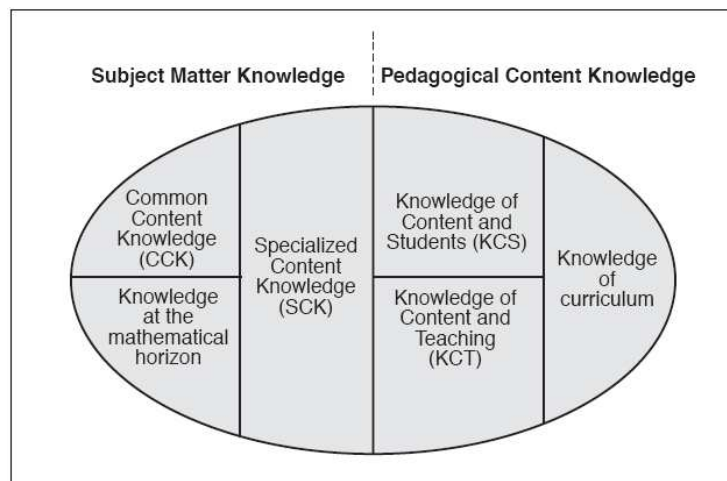 Subject Matter Knowledge
Pedagogical Content Knowledge
Common
Content
Knowledge
(CCK)
Knowledge
at the
mathematical
horizon
Specialized
Content
Knowledge
(SCK)
Knowledge of
Content and
Students (KCS)
Knowledge of
Content and
Teaching
(KCT)
Knowledge
of
curriculum